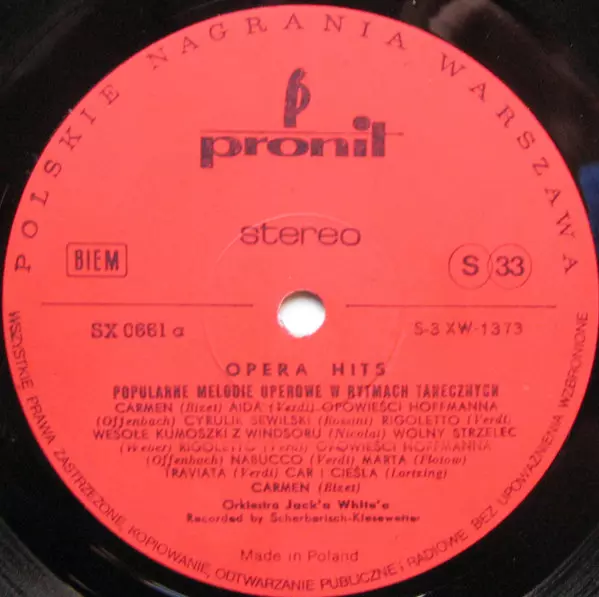 POLSKIE NAGRANIA WARSZAWA
pronit
stereo
BIEM
S 33
SX 0661 a
S-3 XW-1373
OPERA HITS
POPULARNE MELODIE OPEROWE W RYTMACH TANECZNYCH
CARMEN (Bizet) AIDA (Verdi) OPOWIEŚCI HOFFMANNA
(Offenbach) CYRULIK SEWILSKI (Rossini) RIGOLETTO (Verdi)
WESOŁE KUMOSZKI Z WINDSORU (Nicolai) WOLNY STRZELEC
(Weber) RIGOLETTO (Verdi) OPOWIEŚCI HOFFMANNA
(Offenbach) NABUCCO (Verdi) MARTA (Flotow)
TRAVIATA (Verdi) CAR I CIEŚLA (Lortzing)
CARMEN (Bizet)
Orkiestra Jack'a White'a
Recorded by Scherbarisch-Kiesewetter
Made in Poland
WSZYSTKIE PRAWA ZASTRZEŻONE, KOPIOWANIE, ODTWARZANIE PUBLICZNE I RADIOWE BEZ UPOWAŻNIENIA WZBRONIONE